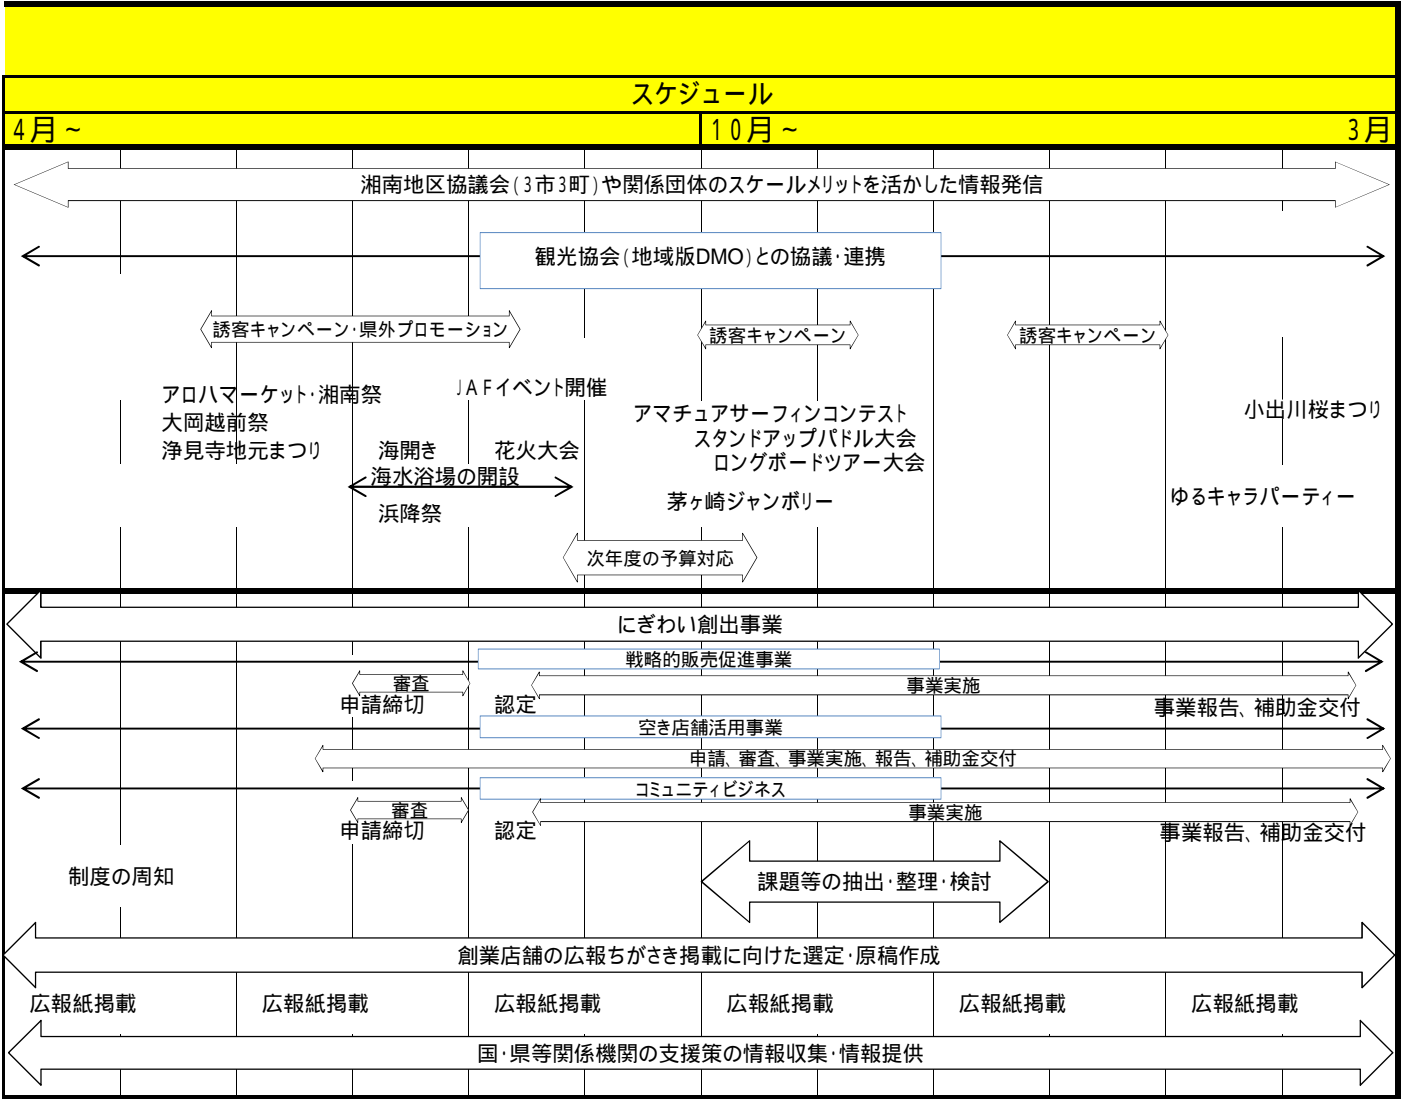 スケジュール
4月～
10月～
3月
湘南地区協議会(3市3町)や関係団体のスケールメリットを活かした情報発信
観光協会(地域版DMO)との協議・連携
誘客キャンペーン・県外プロモーション
誘客キャンペーン
誘客キャンペーン
アロハマーケット・湘南祭
大岡越前祭
浄見寺地元まつり
JAFイベント開催
海開き
花火大会
海水浴場の開設
浜降祭
アマチュアサーフィンコンテスト
スタンドアップパドル大会
ロングボードツアー大会
茅ヶ崎ジャンボリー
小出川桜まつり
ゆるキャラパーティー
次年度の予算対応
にぎわい創出事業
戦略的販売促進事業
審査
事業実施
申請締切
認定
事業報告、補助金交付
空き店舗活用事業
申請、審査、事業実施、報告、補助金交付
コミュニティビジネス
審査
事業実施
申請締切
認定
事業報告、補助金交付
制度の周知
課題等の抽出・整理・検討
創業店舗の広報ちがさき掲載に向けた選定・原稿作成
広報紙掲載
広報紙掲載
広報紙掲載
広報紙掲載
広報紙掲載
広報紙掲載
国・県等関係機関の支援策の情報収集・情報提供